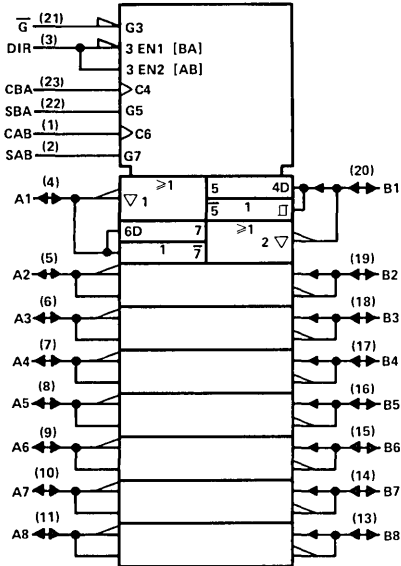 G̅ (21) G3
DIR (3) 3 EN1 [BA]
3 EN2 [AB]
CBA (23) C4
SBA (22) G5
CAB (1) C6
SAB (2) G7
A1 (4) ≥1 ▽ 1 5 4D (20) B1
5̅ 1
6D 7 ≥1 2 ▽
1 7̅
A2 (5) (19) B2
A3 (6) (18) B3
A4 (7) (17) B4
A5 (8) (16) B5
A6 (9) (15) B6
A7 (10) (14) B7
A8 (11) (13) B8